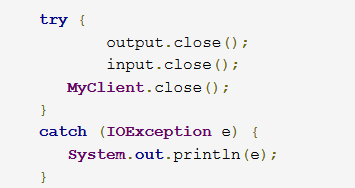 try {
output.close();
input.close();
MyClient.close();
}
catch (IOException e) {
System.out.println(e);
}